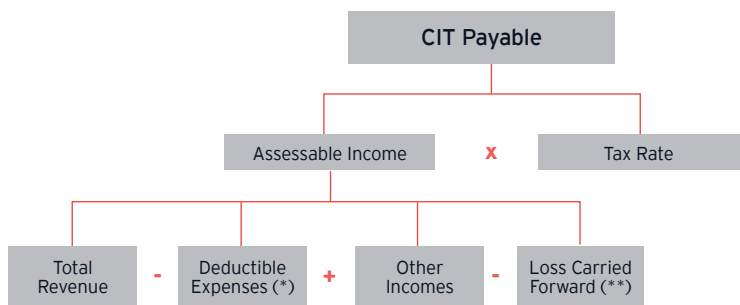 CIT Payable
Assessable Income x Tax Rate
Total Revenue - Deductible Expenses (*) + Other Incomes - Loss Carried Forward (**)